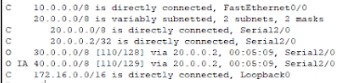 C    10.0.0.0/8 is directly connected, FastEthernet0/0
     20.0.0.0/8 is variably subnetted, 2 subnets, 2 masks
C       20.0.0.0/8 is directly connected, Serial2/0
C       20.0.0.2/32 is directly connected, Serial2/0
O    30.0.0.0/8 [110/128] via 20.0.0.2, 00:05:09, Serial2/0
O IA 40.0.0.0/8 [110/129] via 20.0.0.2, 00:05:09, Serial2/0
C    172.16.0.0/16 is directly connected, Loopback0